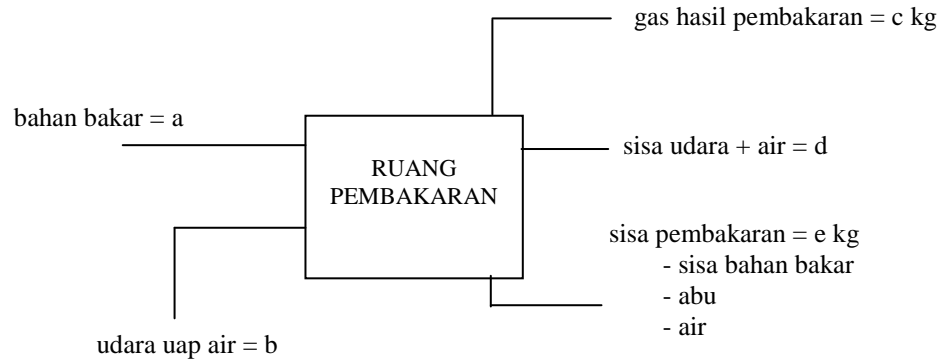 gas hasil pembakaran = c kg
bahan bakar = a
sisa udara + air = d
RUANG
PEMBAKARAN
sisa pembakaran = e kg
- sisa bahan bakar
- abu
- air
udara uap air = b